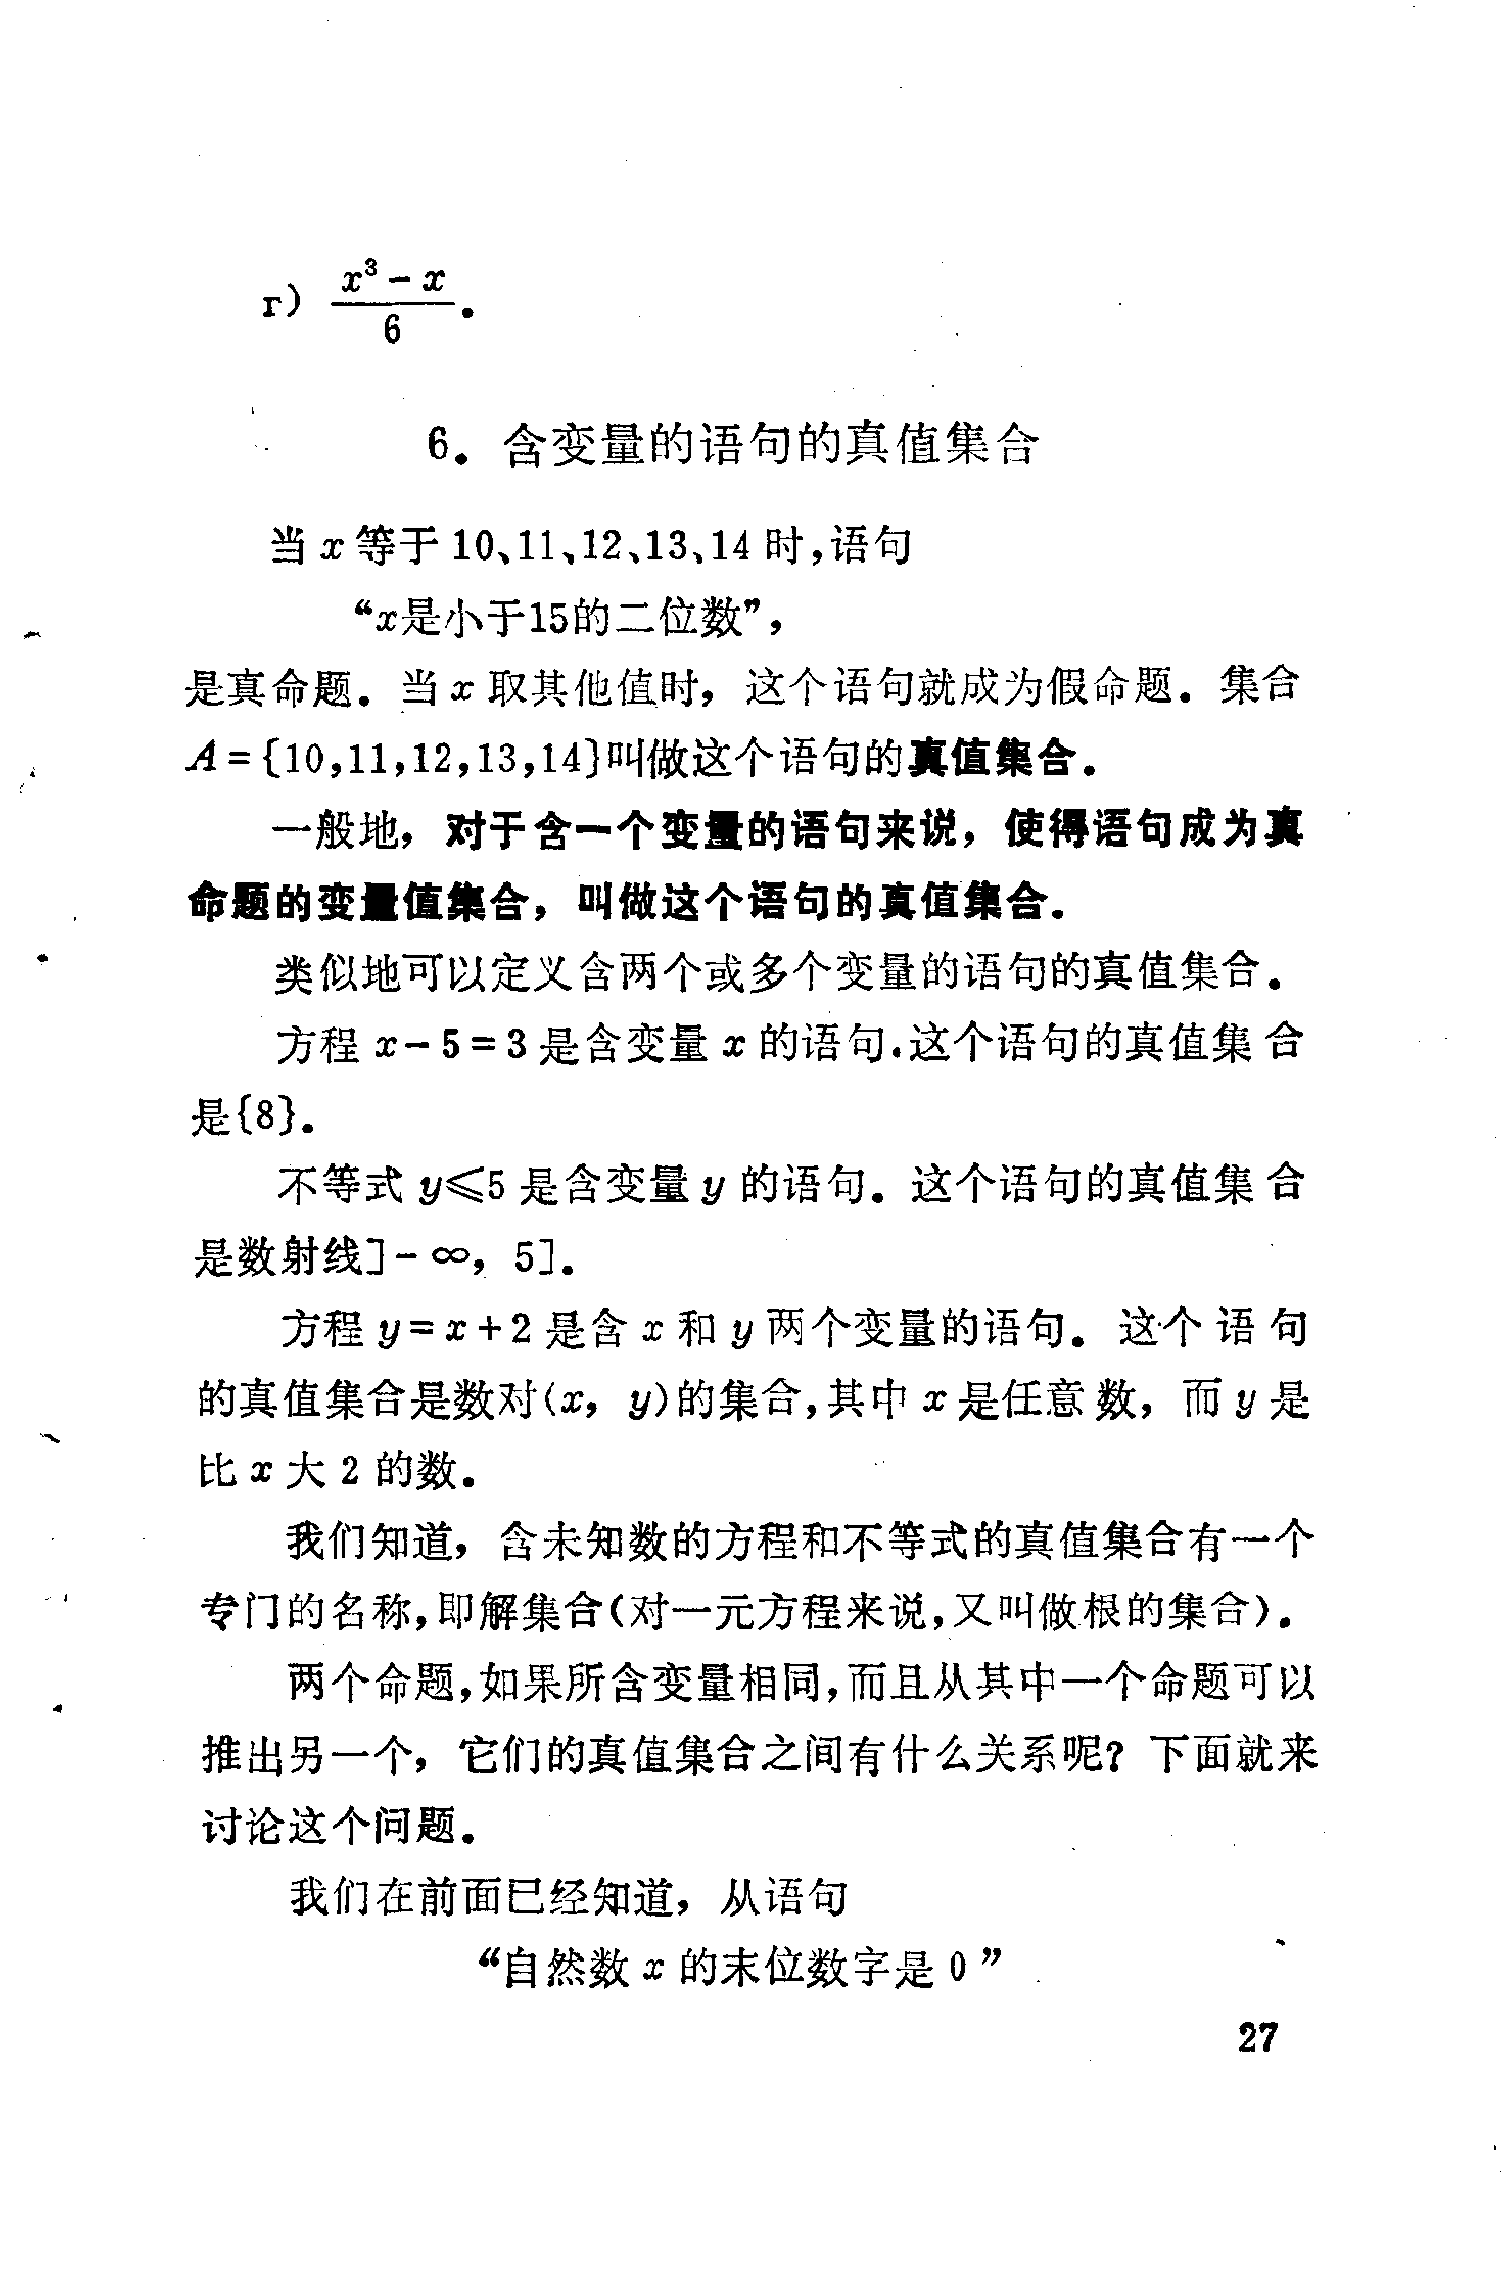 г) \frac{x³-x}{6}.
6. 含变量的语句的真值集合
当 x 等于 10、11、12、13、14 时,语句
“x是小于15的二位数”,
是真命题. 当 x 取其他值时, 这个语句就成为假命题. 集合
A={10,11,12,13,14}叫做这个语句的真值集合.
一般地, 对于含一个变量的语句来说, 使得语句成为真
命题的变量值集合, 叫做这个语句的真值集合.
类似地可以定义含两个或多个变量的语句的真值集合.
方程 x-5=3 是含变量 x 的语句.这个语句的真值集合
是{8}.
不等式 y≤5 是含变量 y 的语句. 这个语句的真值集合
是数射线]-∞, 5].
方程 y=x+2 是含 x 和 y 两个变量的语句. 这个语句
的真值集合是数对(x, y)的集合,其中 x 是任意数, 而 y 是
比 x 大 2 的数.
我们知道, 含未知数的方程和不等式的真值集合有一个
专门的名称,即解集合(对一元方程来说,又叫做根的集合).
两个命题,如果所含变量相同,而且从其中一个命题可以
推出另一个, 它们的真值集合之间有什么关系呢? 下面就来
讨论这个问题.
我们在前面已经知道, 从语句
“自然数 x 的末位数字是 0 ”
27